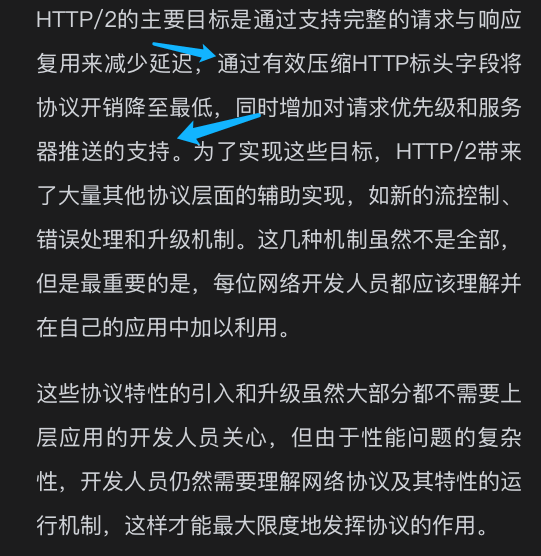 HTTP/2的主要目标是通过支持完整的请求与响应
复用来减少延迟，通过有效压缩HTTP标头字段将
协议开销降至最低，同时增加对请求优先级和服务
器推送的支持。为了实现这些目标，HTTP/2带来
了大量其他协议层面的辅助实现，如新的流控制、
错误处理和升级机制。这几种机制虽然不是全部，
但是最重要的是，每位网络开发人员都应该理解并
在自己的应用中加以利用。
这些协议特性的引入和升级虽然大部分都不需要上
层应用的开发人员关心，但由于性能问题的复杂
性，开发人员仍然需要理解网络协议及其特性的运
行机制，这样才能最大限度地发挥协议的作用。